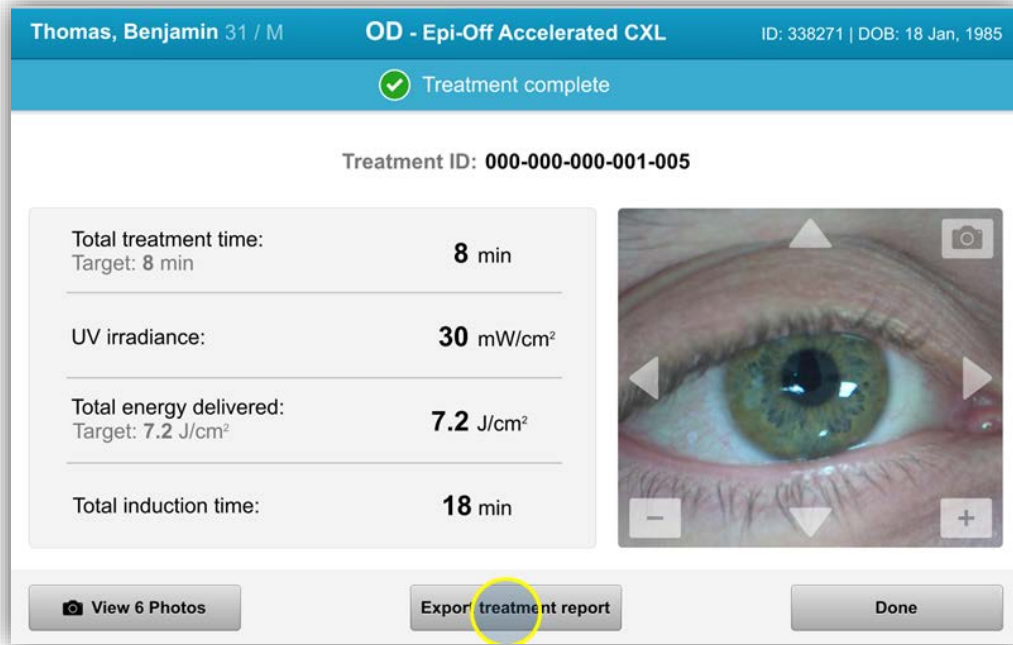 Thomas, Benjamin 31 / M OD - Epi-Off Accelerated CXL ID: 338271 | DOB: 18 Jan, 1985
Treatment complete
Treatment ID: 000-000-000-001-005
Total treatment time: 8 min
Target: 8 min
UV irradiance: 30 mW/cm²
Total energy delivered: 7.2 J/cm²
Target: 7.2 J/cm²
Total induction time: 18 min
View 6 Photos Export treatment report Done